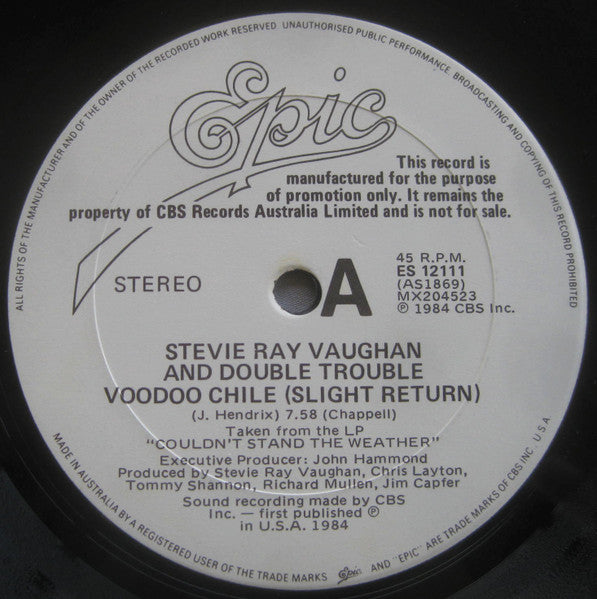 ALL RIGHTS OF THE MANUFACTURER AND OF THE OWNER OF THE RECORDED WORK RESERVED UNAUTHORISED PUBLIC PERFORMANCE, BROADCASTING AND COPYING OF THIS RECORD PROHIBITED
Epic
This record is
manufactured for the purpose
of promotion only. It remains the
property of CBS Records Australia Limited and is not for sale.
STEREO
A
45 R.P.M.
ES 12111
(AS1869)
MX204523
℗ 1984 CBS Inc.
STEVIE RAY VAUGHAN
AND DOUBLE TROUBLE
VOODOO CHILE (SLIGHT RETURN)
(J. Hendrix) 7.58 (Chappell)
Taken from the LP
"COULDN'T STAND THE WEATHER"
Executive Producer: John Hammond
Produced by Stevie Ray Vaughan, Chris Layton,
Tommy Shannon, Richard Mullen, Jim Capfer
Sound recording made by CBS
Inc. — first published ℗
in U.S.A. 1984
MADE IN AUSTRALIA BY A REGISTERED USER OF THE TRADE MARKS Epic AND "EPIC" ARE TRADE MARKS OF CBS INC. U.S.A